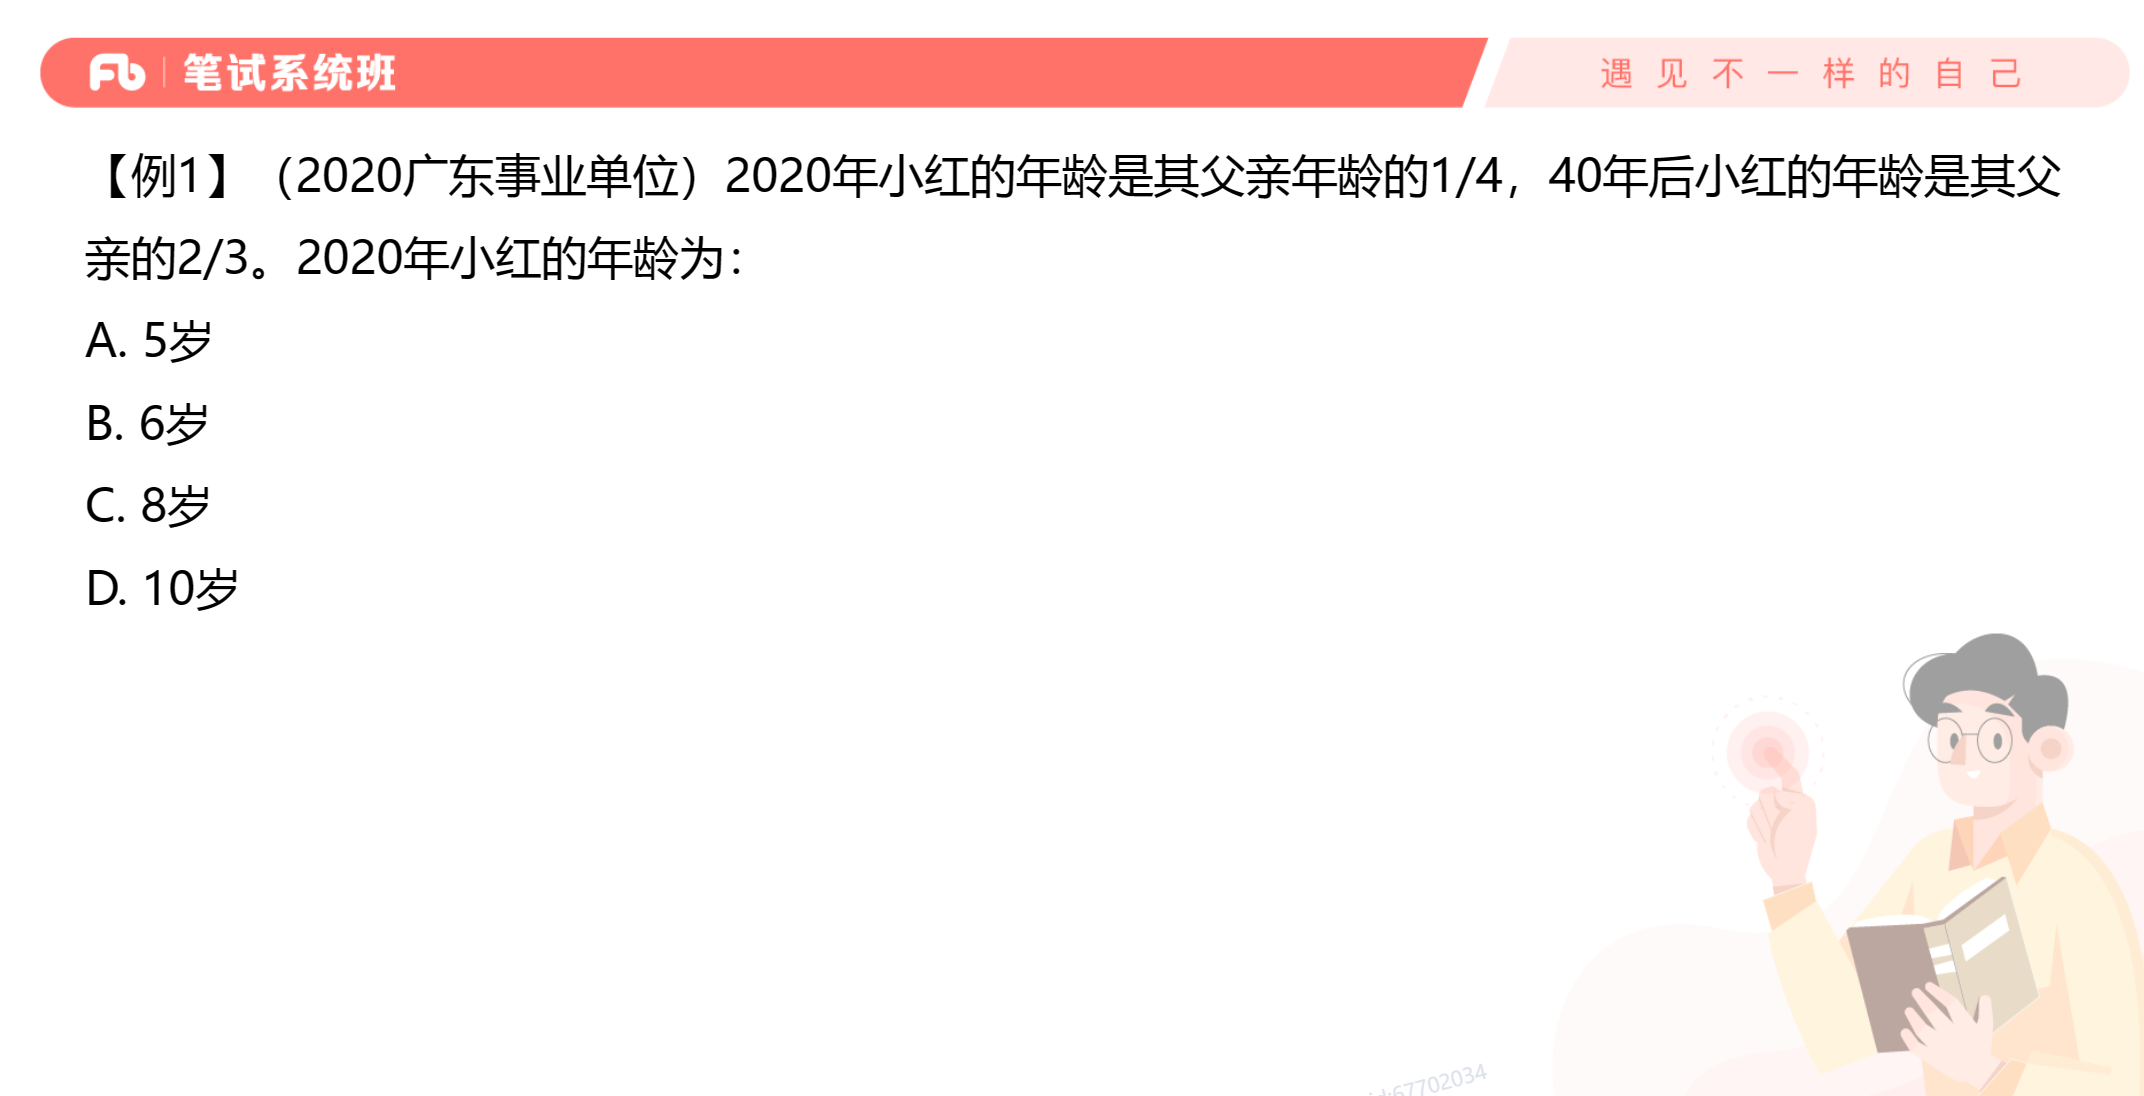 Fb 笔试系统班
遇见不一样的自己
【例1】（2020广东事业单位）2020年小红的年龄是其父亲年龄的1/4，40年后小红的年龄是其父
亲的2/3。2020年小红的年龄为：
A. 5岁
B. 6岁
C. 8岁
D. 10岁
id:67702034